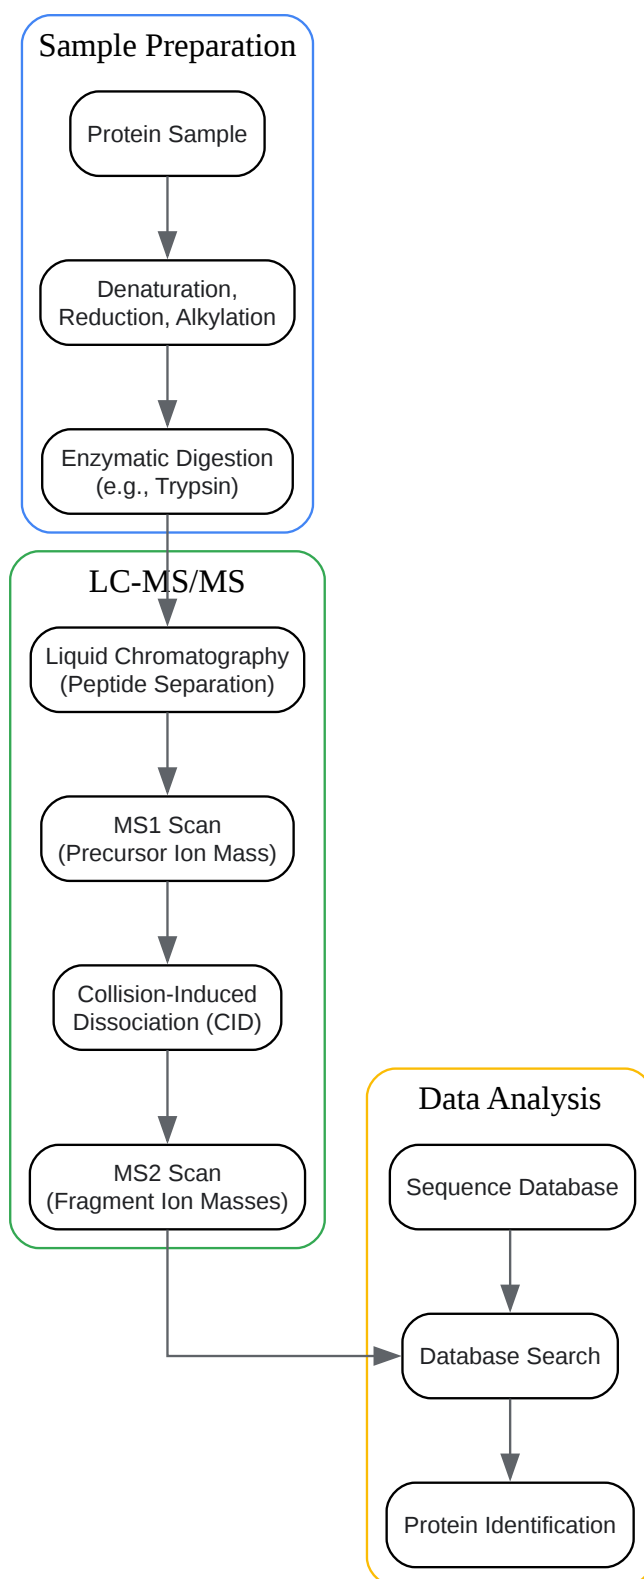 Sample Preparation
Protein Sample
Denaturation,
Reduction, Alkylation
Enzymatic Digestion
(e.g., Trypsin)
LC-MS/MS
Liquid Chromatography
(Peptide Separation)
MS1 Scan
(Precursor Ion Mass)
Collision-Induced
Dissociation (CID)
MS2 Scan
(Fragment Ion Masses)
Data Analysis
Sequence Database
Database Search
Protein Identification